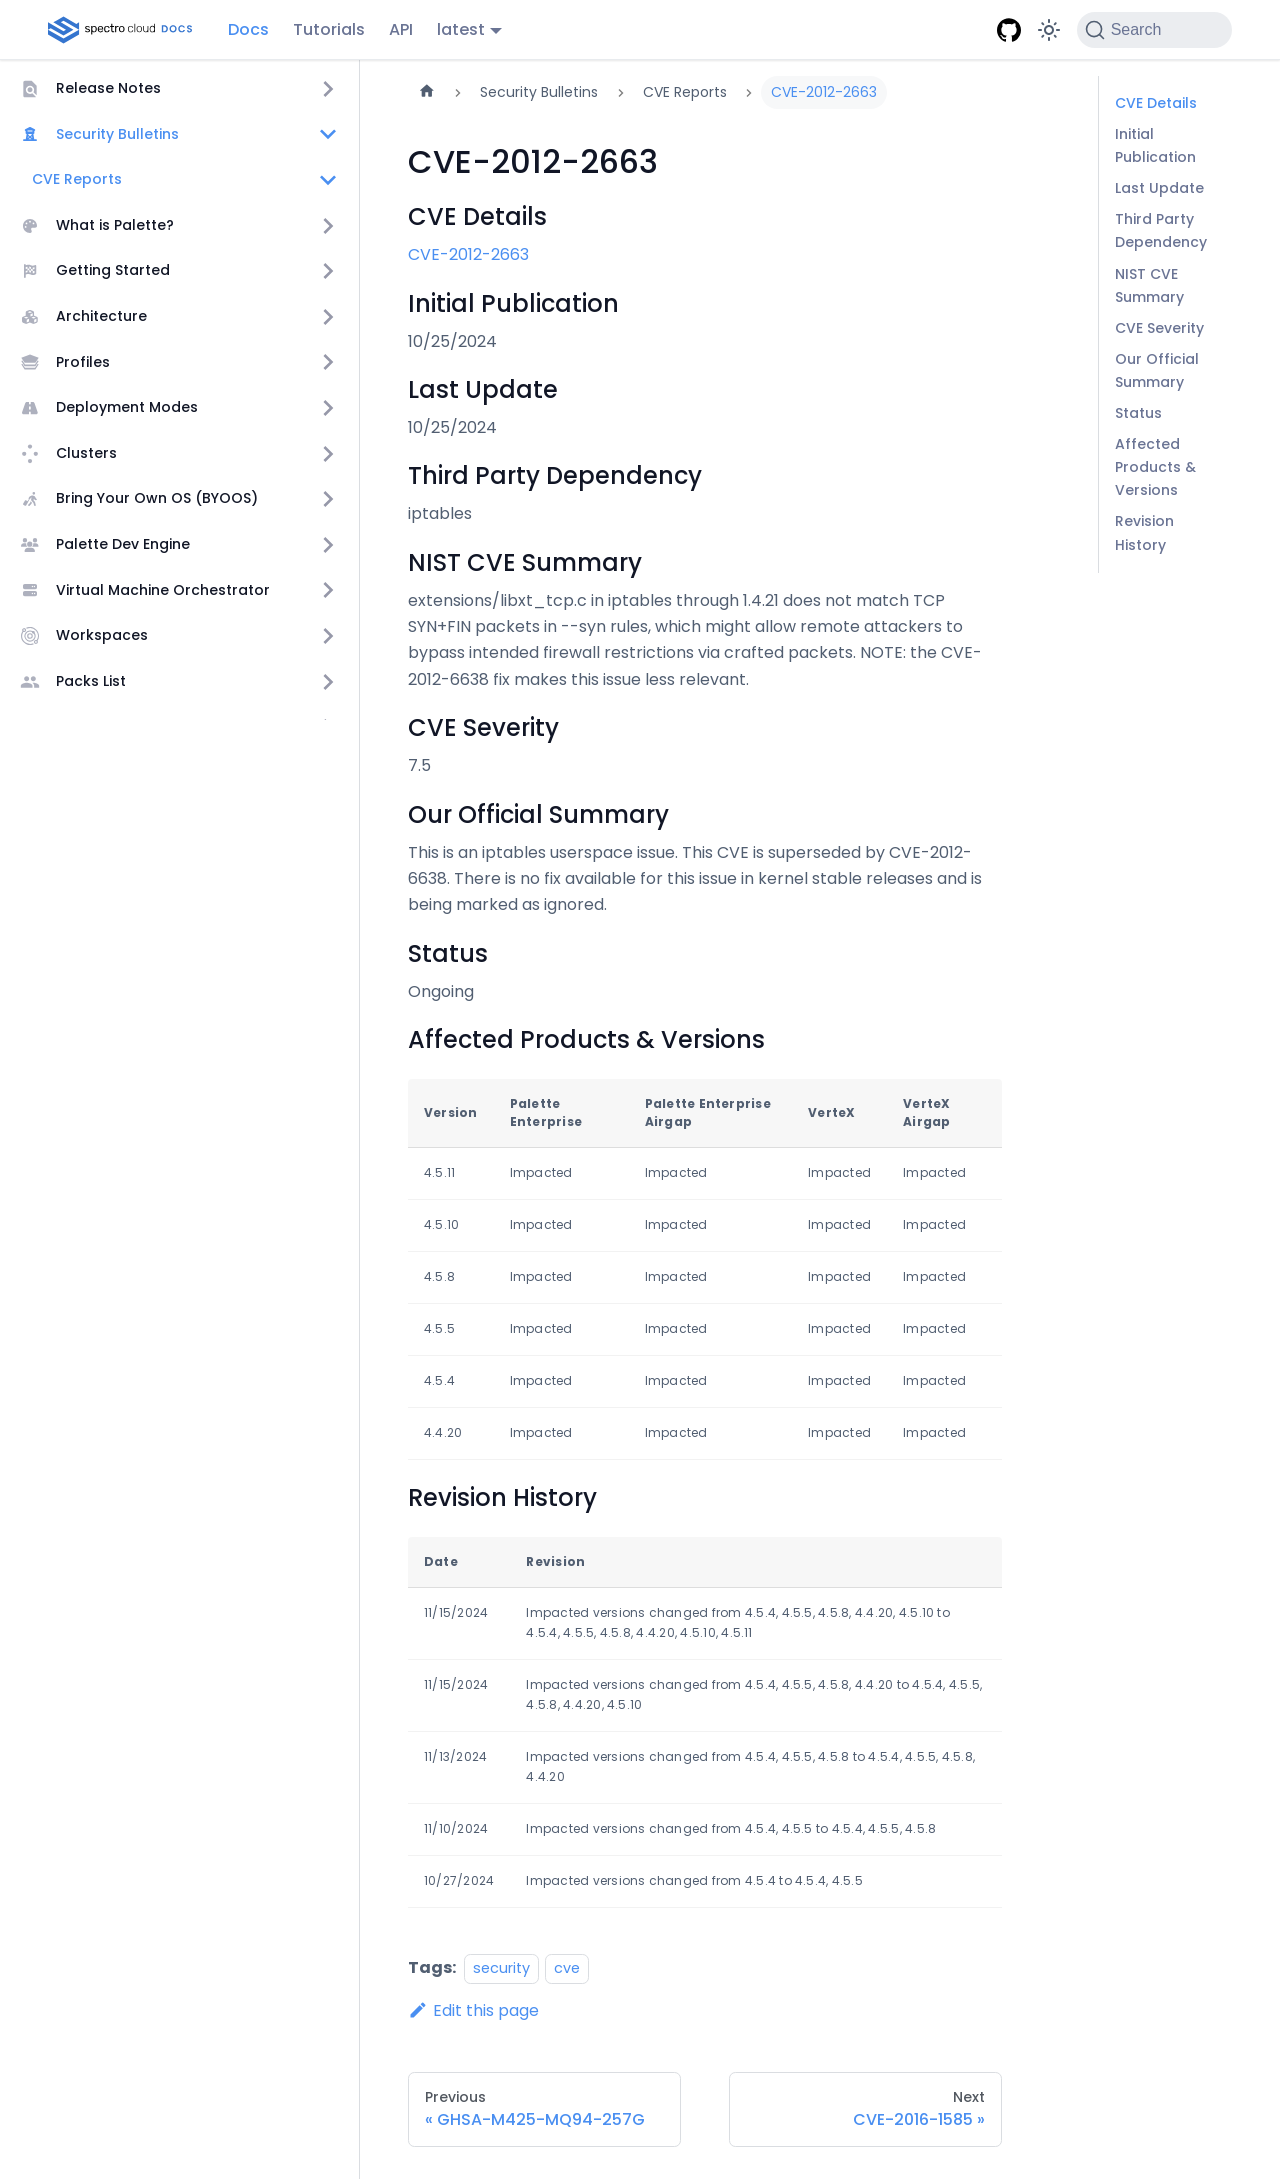 spectro cloud DOCS
Docs
Tutorials
API
latest
Search
Release Notes
Security Bulletins
CVE Reports
What is Palette?
Getting Started
Architecture
Profiles
Deployment Modes
Clusters
Bring Your Own OS (BYOOS)
Palette Dev Engine
Virtual Machine Orchestrator
Workspaces
Packs List
Security Bulletins
CVE Reports
CVE-2012-2663
CVE-2012-2663
CVE Details
CVE-2012-2663
Initial Publication
10/25/2024
Last Update
10/25/2024
Third Party Dependency
iptables
NIST CVE Summary
extensions/libxt_tcp.c in iptables through 1.4.21 does not match TCP
SYN+FIN packets in --syn rules, which might allow remote attackers to
bypass intended firewall restrictions via crafted packets. NOTE: the CVE-
2012-6638 fix makes this issue less relevant.
CVE Severity
7.5
Our Official Summary
This is an iptables userspace issue. This CVE is superseded by CVE-2012-
6638. There is no fix available for this issue in kernel stable releases and is
being marked as ignored.
Status
Ongoing
Affected Products & Versions
Version Palette Enterprise Palette Enterprise Airgap VerteX VerteX Airgap
4.5.11 Impacted Impacted Impacted Impacted
4.5.10 Impacted Impacted Impacted Impacted
4.5.8 Impacted Impacted Impacted Impacted
4.5.5 Impacted Impacted Impacted Impacted
4.5.4 Impacted Impacted Impacted Impacted
4.4.20 Impacted Impacted Impacted Impacted
Revision History
Date Revision
11/15/2024 Impacted versions changed from 4.5.4, 4.5.5, 4.5.8, 4.4.20, 4.5.10 to
4.5.4, 4.5.5, 4.5.8, 4.4.20, 4.5.10, 4.5.11
11/15/2024 Impacted versions changed from 4.5.4, 4.5.5, 4.5.8, 4.4.20 to 4.5.4, 4.5.5,
4.5.8, 4.4.20, 4.5.10
11/13/2024 Impacted versions changed from 4.5.4, 4.5.5, 4.5.8 to 4.5.4, 4.5.5, 4.5.8,
4.4.20
11/10/2024 Impacted versions changed from 4.5.4, 4.5.5 to 4.5.4, 4.5.5, 4.5.8
10/27/2024 Impacted versions changed from 4.5.4 to 4.5.4, 4.5.5
Tags: security cve
Edit this page
Previous
« GHSA-M425-MQ94-257G
Next
CVE-2016-1585 »
CVE Details
Initial
Publication
Last Update
Third Party
Dependency
NIST CVE
Summary
CVE Severity
Our Official
Summary
Status
Affected
Products &
Versions
Revision
History